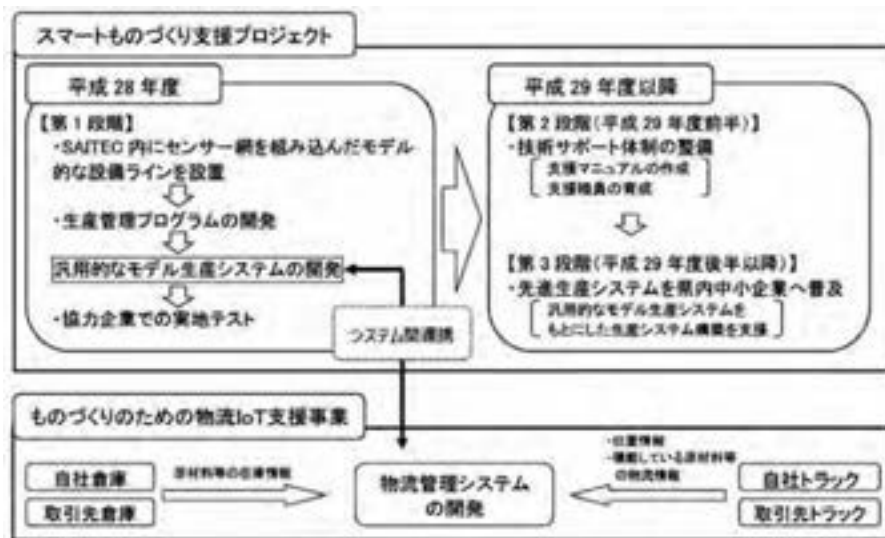 スマートものづくり支援プロジェクト
平成28年度
【第1段階】
・SAITEC内にセンサー網を組み込んだモデル
的な設備ラインを設置
・生産管理プログラムの開発
汎用的なモデル生産システムの開発
・協力企業での実地テスト
平成29年度以降
【第2段階(平成29年度前半)】
・技術サポート体制の整備
支援マニュアルの作成
支援職員の育成
【第3段階(平成29年度後半以降)】
・先進生産システムを県内中小企業へ普及
汎用的なモデル生産システムを
もとにした生産システム構築を支援
システム間連携
ものづくりのための物流IoT支援事業
自社倉庫
取引先倉庫
原材料等の在庫情報
物流管理システム
の開発
・位置情報
・積載している原材料等
の物流情報
自社トラック
取引先トラック